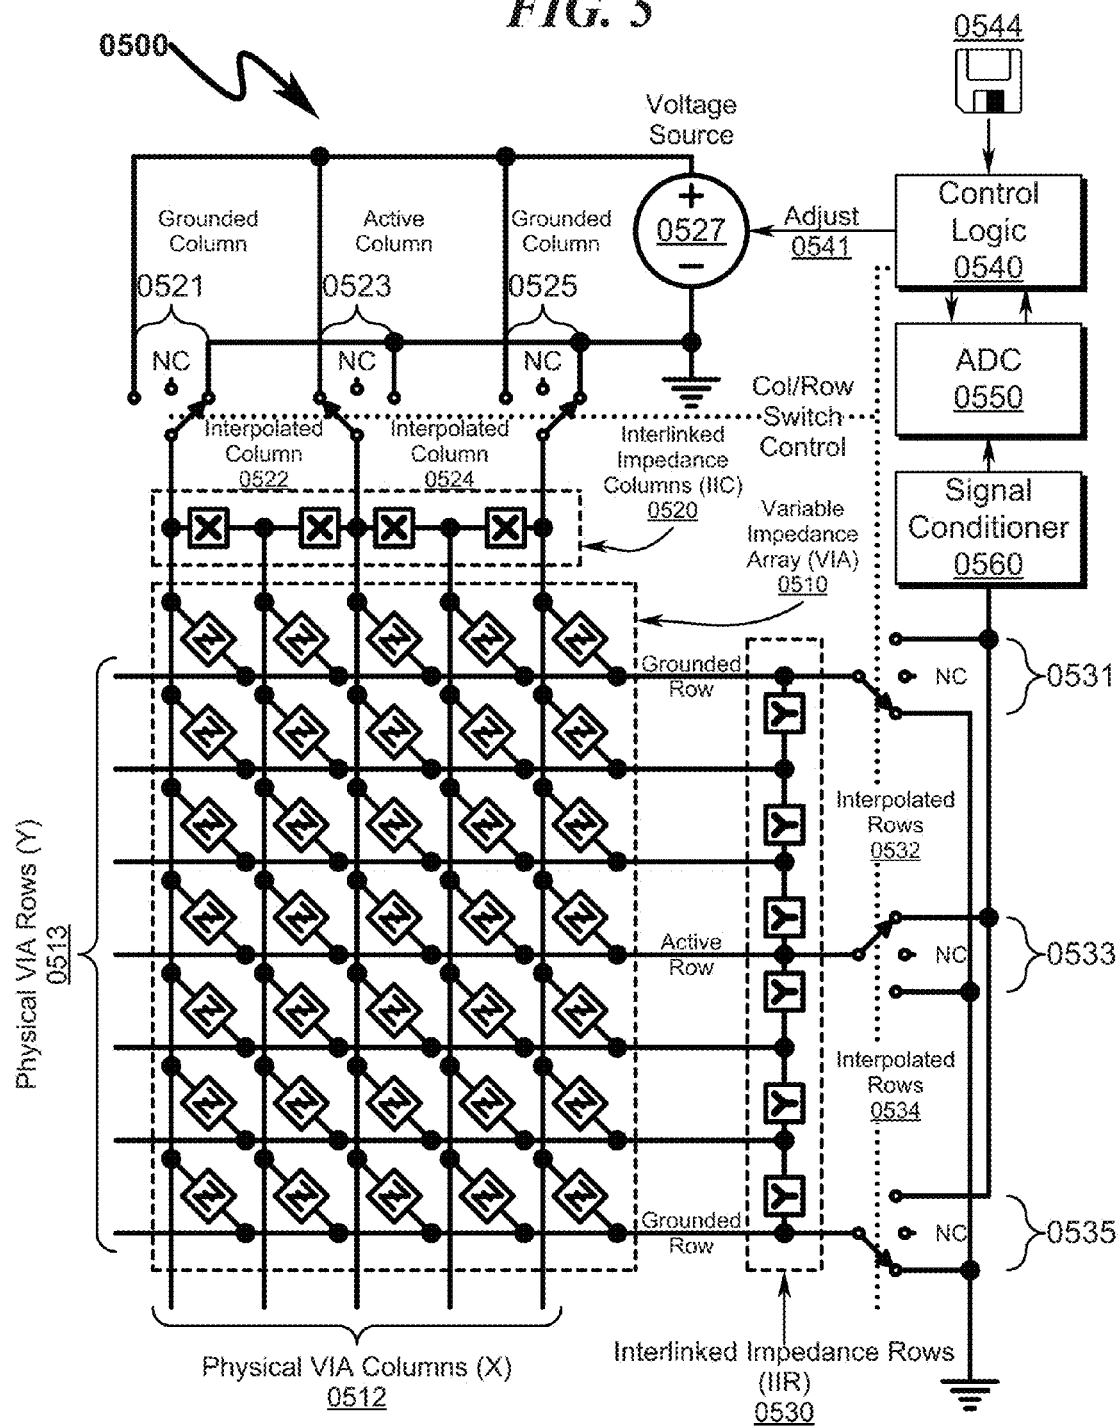 FIG. 5
0500
0544
Voltage
Source
+
0527
−
Control
Logic
0540
Adjust
0541
Grounded
Column
Active
Column
Grounded
Column
0521
0523
0525
NC
NC
NC
ADC
0550
Col/Row
Switch
Control
Interpolated
Column
0522
Interpolated
Column
0524
Interlinked
Impedance
Columns (IIC)
0520
Signal
Conditioner
0560
X X X X
Variable
Impedance
Array (VIA)
0510
Z Z Z Z Z
Grounded
Row
NC
0531
Y
Z Z Z Z Z
Y
Z Z Z Z Z
Interpolated
Rows
0532
Y
Z Z Z Z Z
Active
Row
NC
0533
Physical VIA Rows (Y)
0513
Y
Z Z Z Z Z
Interpolated
Rows
0534
Y
Z Z Z Z Z
Y
Z Z Z Z Z
Grounded
Row
NC
0535
Physical VIA Columns (X)
0512
Interlinked Impedance Rows
(IIR)
0530